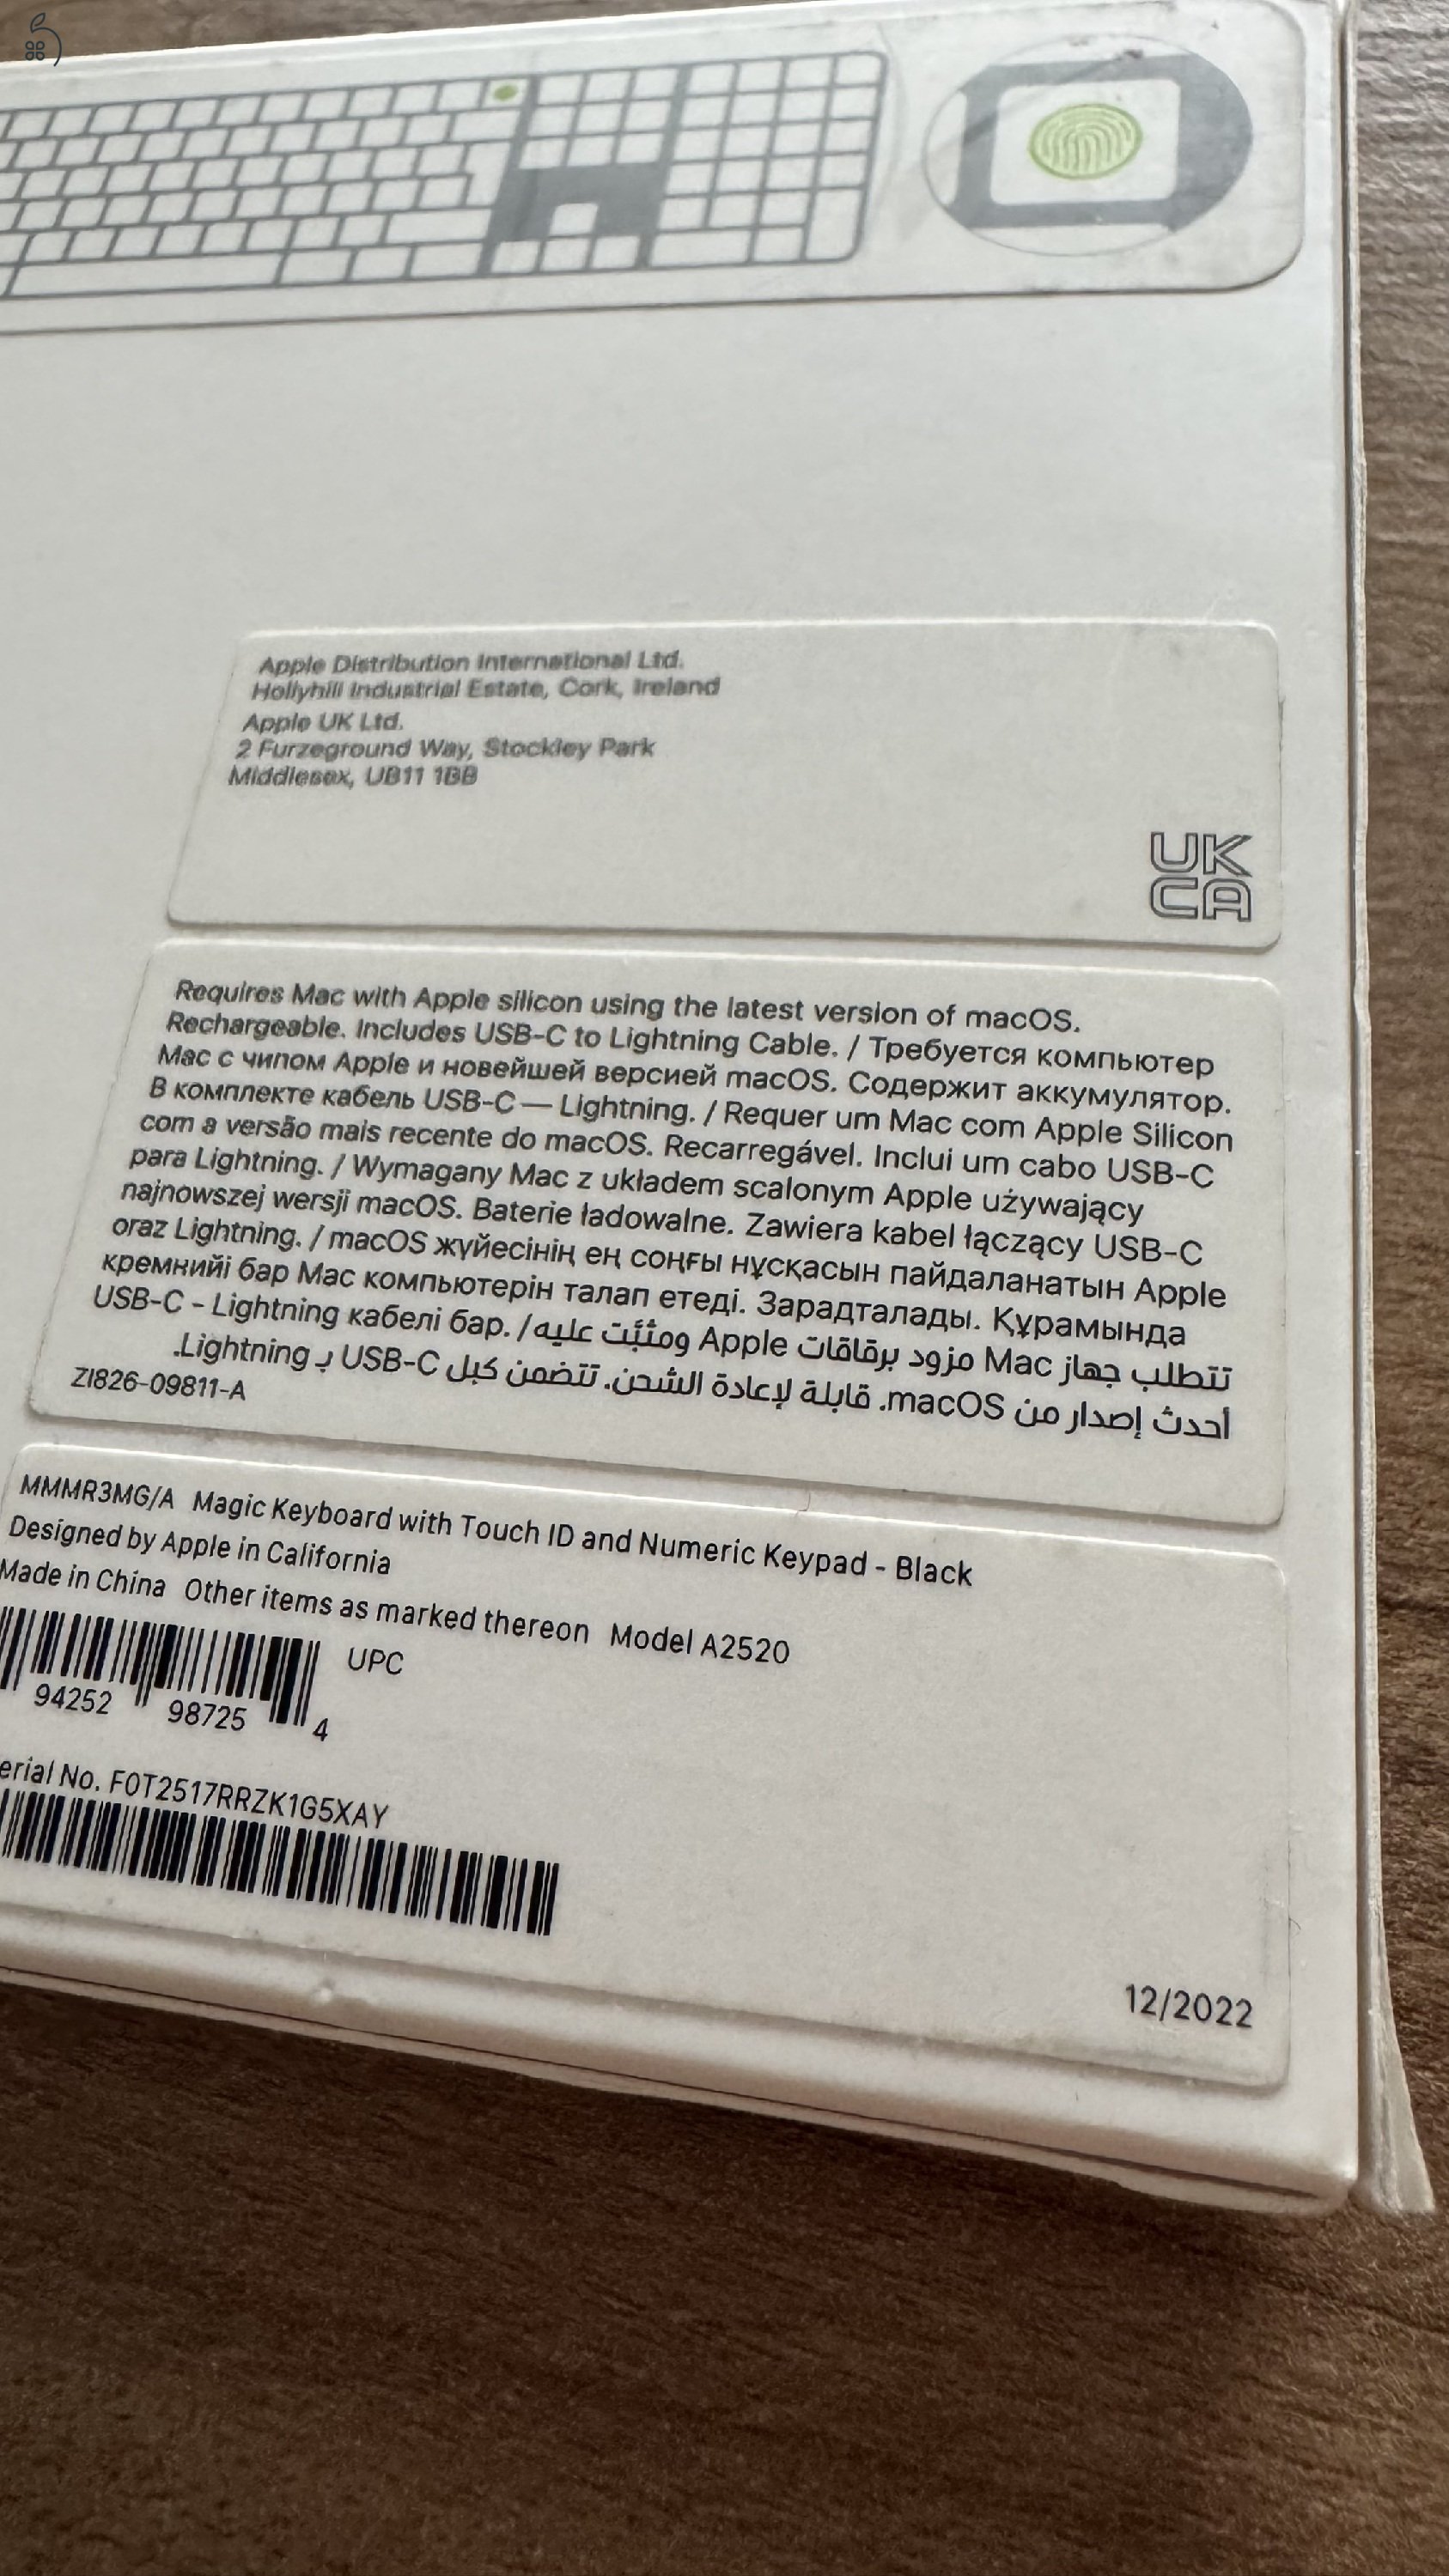 Apple Distribution International Ltd.
Hollyhill Industrial Estate, Cork, Ireland
Apple UK Ltd.
2 Furzeground Way, Stockley Park
Middlesex, UB11 1BB
UK
CA
Requires Mac with Apple silicon using the latest version of macOS.
Rechargeable. Includes USB-C to Lightning Cable. / Требуется компьютер
Mac с чипом Apple и новейшей версией macOS. Содержит аккумулятор.
В комплекте кабель USB-C — Lightning. / Requer um Mac com Apple Silicon
com a versão mais recente do macOS. Recarregável. Inclui um cabo USB-C
para Lightning. / Wymagany Mac z układem scalonym Apple używający
najnowszej wersji macOS. Baterie ładowalne. Zawiera kabel łączący USB-C
oraz Lightning. / macOS жүйесінің ең соңғы нұсқасын пайдаланатын Apple
кремнийі бар Mac компьютерін талап етеді. Зарадталады. Құрамында
USB-C - Lightning кабелі бар. / تتطلب جهاز Mac مزود برقاقات Apple ومثبّت عليه
أحدث إصدار من macOS. قابلة لإعادة الشحن. تتضمن كبل USB-C بـ Lightning.
ZI826-09811-A
MMMR3MG/A Magic Keyboard with Touch ID and Numeric Keypad - Black
Designed by Apple in California
Made in China Other items as marked thereon Model A2520
UPC
94252 98725 4
erial No. F0T2517RRZK1G5XAY
12/2022